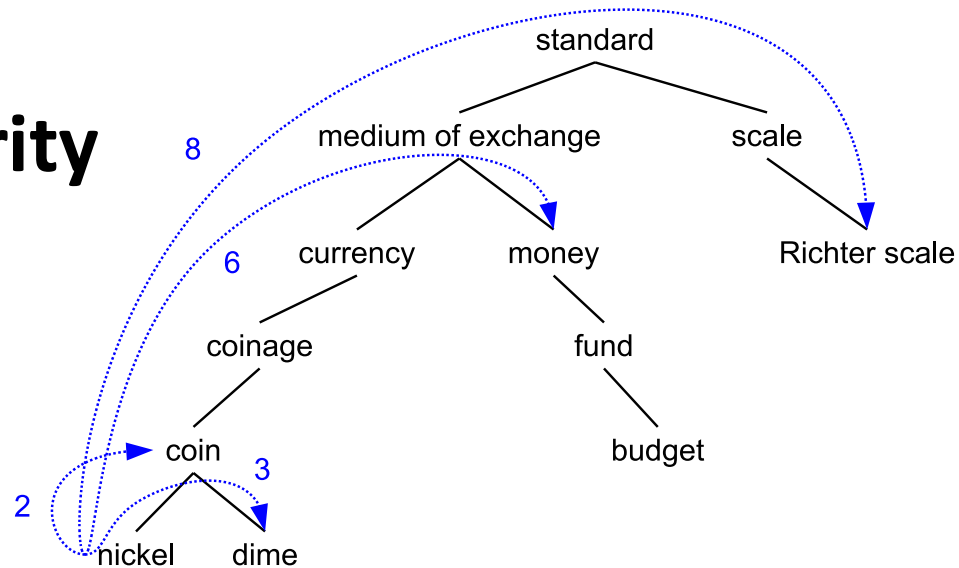 standard
rity
8
medium of exchange
scale
6
currency
money
Richter scale
coinage
fund
coin
3
budget
2
nickel
dime